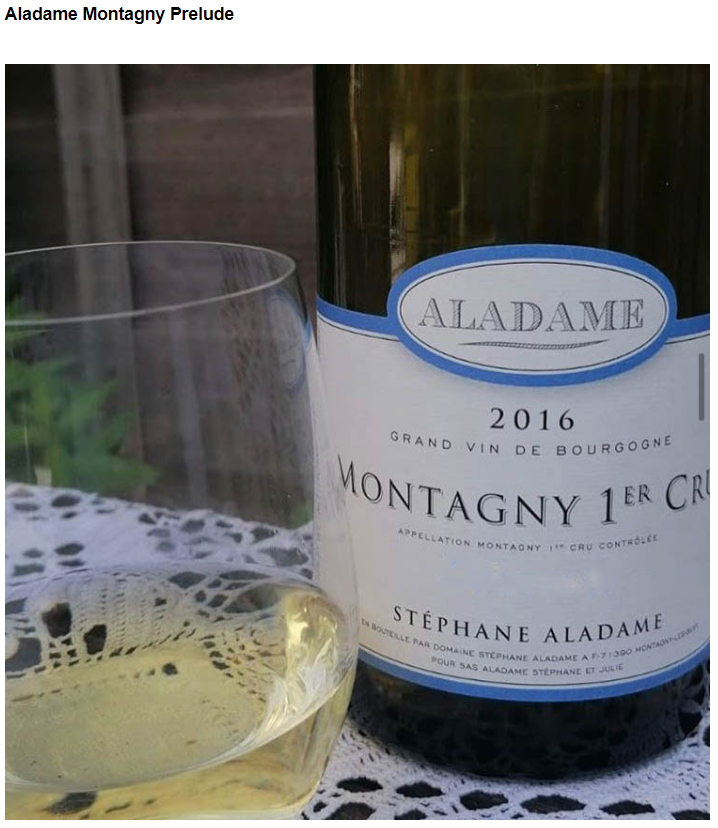 Aladame Montagny Prelude
ALADAME
2016
GRAND VIN DE BOURGOGNE
MONTAGNY 1ER CRU
APPELLATION MONTAGNY 1ER CRU CONTRÔLÉE
STÉPHANE ALADAME
EN BOUTEILLE PAR DOMAINE STÉPHANE ALADAME A F-71390 MONTAGNY-LES-BUXY
POUR SAS ALADAME STÉPHANE ET JULIE